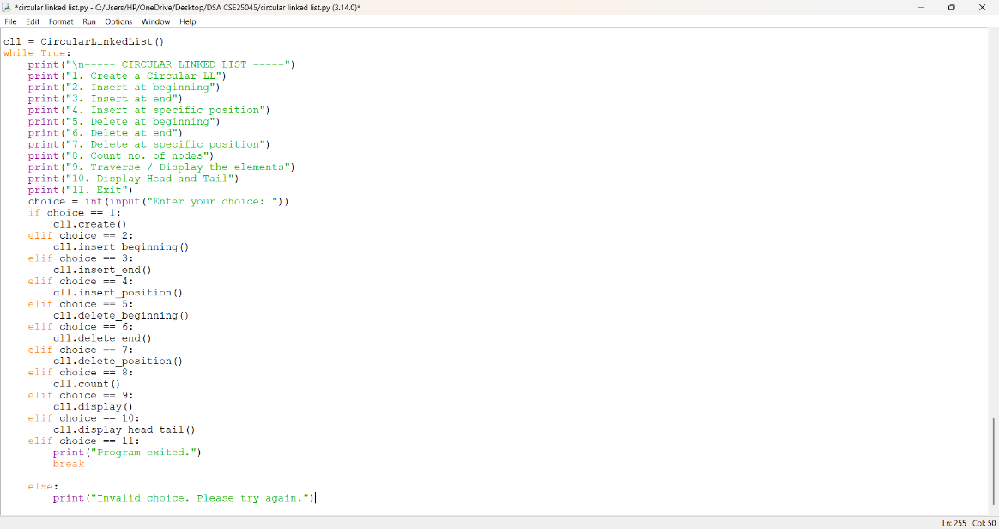 *circular linked list.py - C:/Users/HP/OneDrive/Desktop/DSA CSE25045/circular linked list.py (3.14.0)*
File Edit Format Run Options Window Help
cll = CircularLinkedList()
while True:
    print("\n----- CIRCULAR LINKED LIST -----")
    print("1. Create a Circular LL")
    print("2. Insert at beginning")
    print("3. Insert at end")
    print("4. Insert at specific position")
    print("5. Delete at beginning")
    print("6. Delete at end")
    print("7. Delete at specific position")
    print("8. Count no. of nodes")
    print("9. Traverse / Display the elements")
    print("10. Display Head and Tail")
    print("11. Exit")
    choice = int(input("Enter your choice: "))
    if choice == 1:
        cll.create()
    elif choice == 2:
        cll.insert_beginning()
    elif choice == 3:
        cll.insert_end()
    elif choice == 4:
        cll.insert_position()
    elif choice == 5:
        cll.delete_beginning()
    elif choice == 6:
        cll.delete_end()
    elif choice == 7:
        cll.delete_position()
    elif choice == 8:
        cll.count()
    elif choice == 9:
        cll.display()
    elif choice == 10:
        cll.display_head_tail()
    elif choice == 11:
        print("Program exited.")
        break
    else:
        print("Invalid choice. Please try again.")
Ln: 255 Col: 50